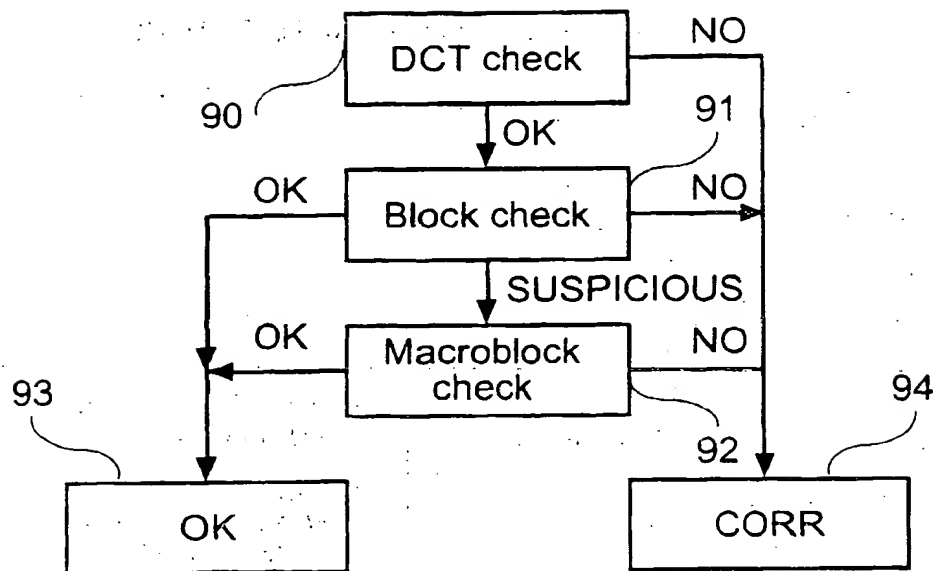 NO
DCT check
90
OK
91
OK
NO
Block check
SUSPICIOUS
OK
NO
Macroblock
check
93
94
92
OK
CORR